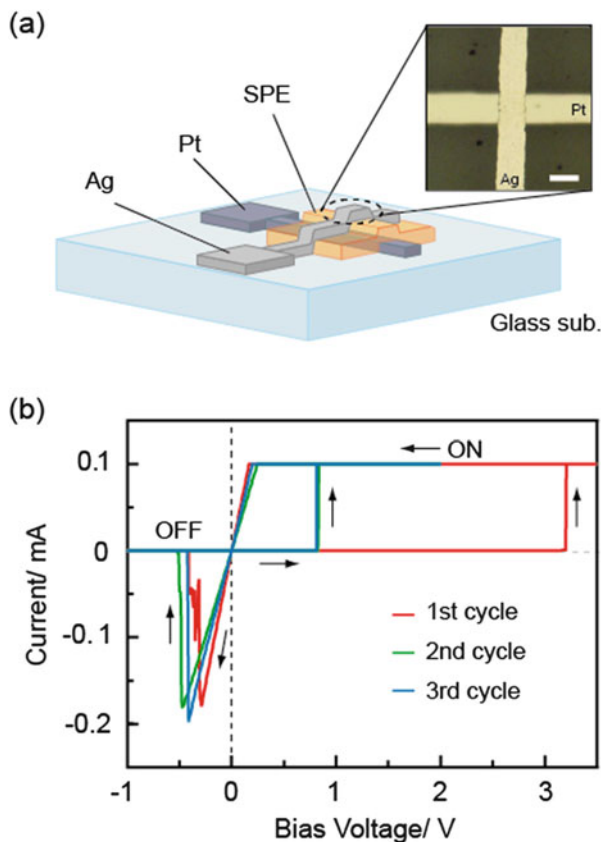 (a)
SPE
Pt
Ag
Pt
Ag
Glass sub.
(b)
ON
OFF
0.1
0
-0.1
-0.2
Current/ mA
1st cycle
2nd cycle
3rd cycle
-1 0 1 2 3
Bias Voltage/ V